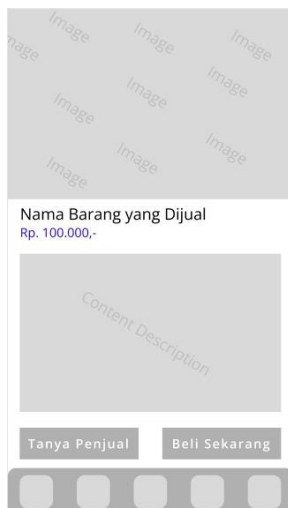 Image Image Image
Image Image
Image
Image
Image Image
Image
Nama Barang yang Dijual
Rp. 100.000,-
Content Description
Tanya Penjual Beli Sekarang